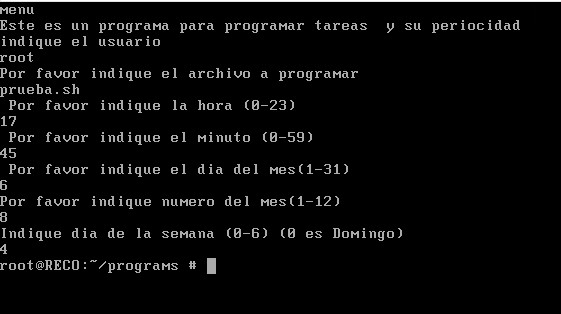 menu
Este es un programa para programar tareas  y su periocidad
indique el usuario
root
Por favor indique el archivo a programar
prueba.sh
 Por favor indique la hora (0-23)
17
 Por favor indique el minuto (0-59)
45
 Por favor indique el dia del mes(1-31)
6
Por favor indique numero del mes(1-12)
8
Indique dia de la semana (0-6) (0 es Domingo)
4
root@RECO:~/programs #